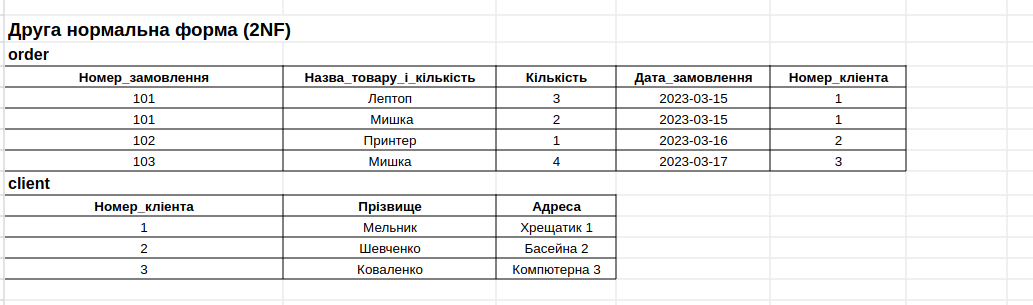 Друга нормальна форма (2NF)
order
Номер_замовлення Назва_товару_і_кількість Кількість Дата_замовлення Номер_кліента
101 Лептоп 3 2023-03-15 1
101 Мишка 2 2023-03-15 1
102 Принтер 1 2023-03-16 2
103 Мишка 4 2023-03-17 3
client
Номер_кліента Прізвище Адреса
1 Мельник Хрещатик 1
2 Шевченко Басейна 2
3 Коваленко Компютерна 3